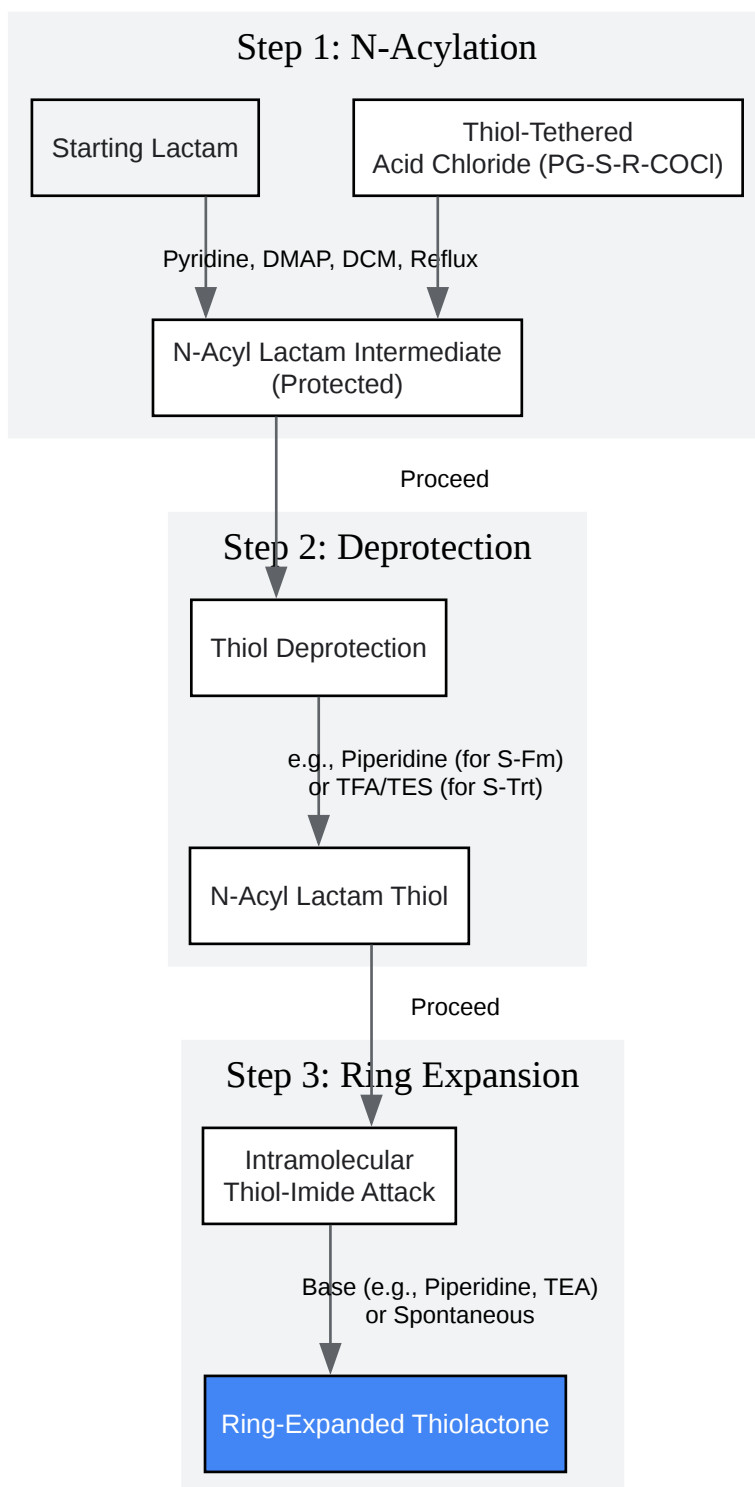 Step 1: N-Acylation
Starting Lactam
Thiol-Tethered
Acid Chloride (PG-S-R-COCl)
Pyridine, DMAP, DCM, Reflux
N-Acyl Lactam Intermediate
(Protected)
Proceed
Step 2: Deprotection
Thiol Deprotection
e.g., Piperidine (for S-Fm)
or TFA/TES (for S-Trt)
N-Acyl Lactam Thiol
Proceed
Step 3: Ring Expansion
Intramolecular
Thiol-Imide Attack
Base (e.g., Piperidine, TEA)
or Spontaneous
Ring-Expanded Thiolactone